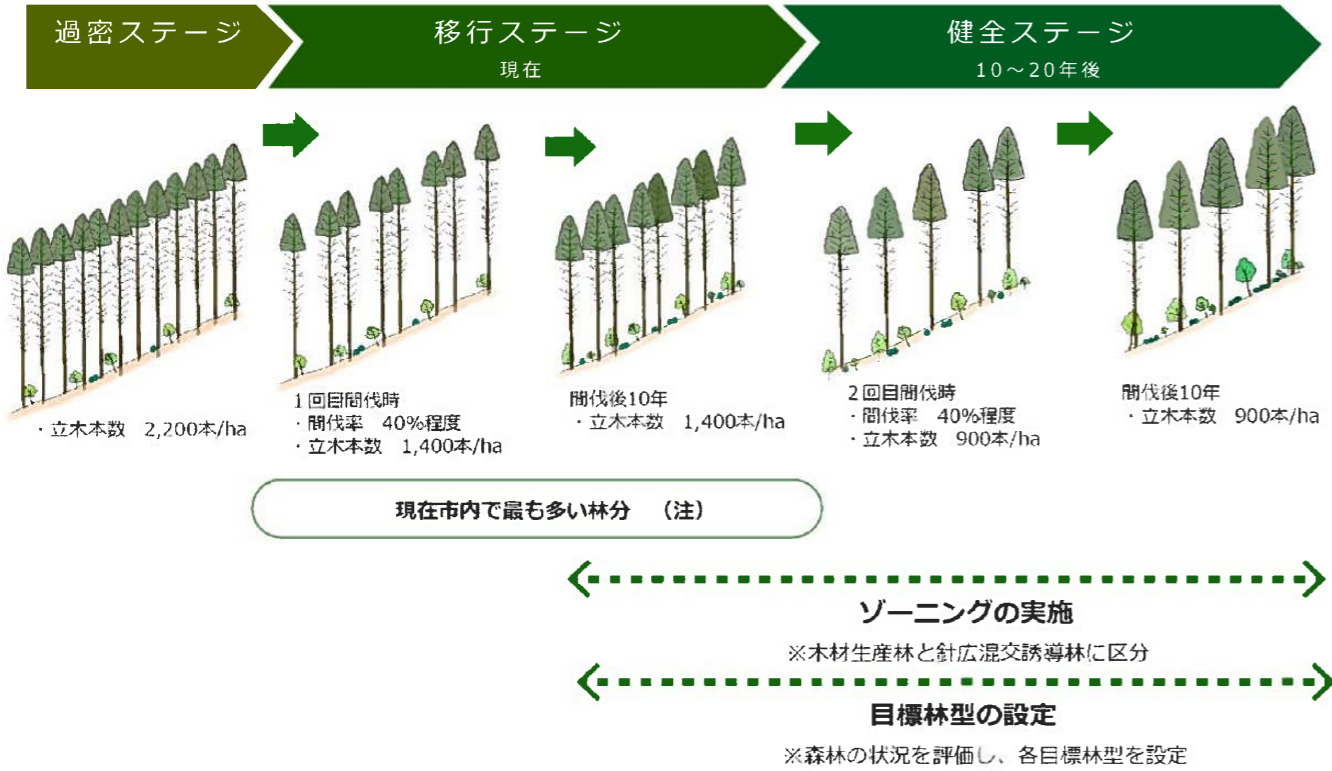 過密ステージ
移行ステージ
現在
健全ステージ
10～20年後
・立木本数 2,200本/ha
1回目間伐時
・間伐率 40%程度
・立木本数 1,400本/ha
間伐後10年
・立木本数 1,400本/ha
2回目間伐時
・間伐率 40%程度
・立木本数 900本/ha
間伐後10年
・立木本数 900本/ha
現在市内で最も多い林分 （注）
ゾーニングの実施
※木材生産林と針広混交誘導林に区分
目標林型の設定
※森林の状況を評価し、各目標林型を設定